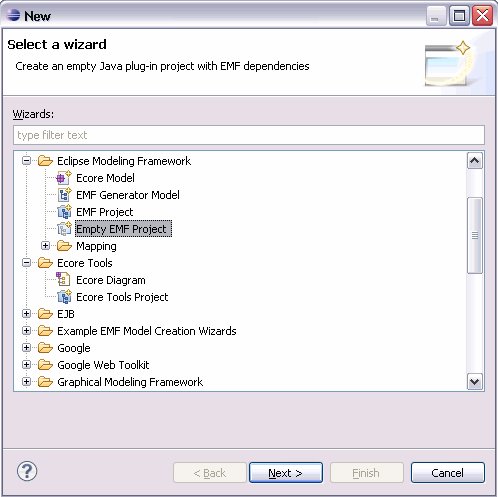 New
Select a wizard
Create an empty Java plug-in project with EMF dependencies
Wizards:
type filter text
Eclipse Modeling Framework
Ecore Model
EMF Generator Model
EMF Project
Empty EMF Project
Mapping
Ecore Tools
Ecore Diagram
Ecore Tools Project
EJB
Example EMF Model Creation Wizards
Google
Google Web Toolkit
Graphical Modeling Framework
? < Back Next > Finish Cancel